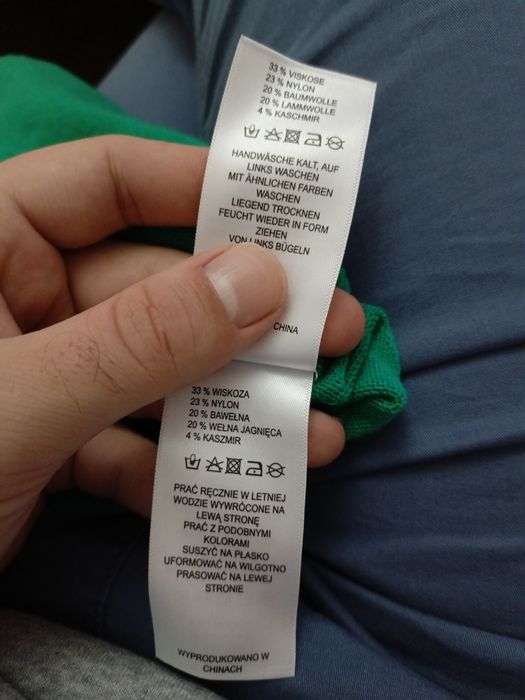 33 % VISKOSE
23 % NYLON
20 % BAUMWOLLE
20 % LAMMWOLLE
4 % KASCHMIR
HANDWÄSCHE KALT, AUF
LINKS WASCHEN
MIT ÄHNLICHEN FARBEN
WASCHEN
LIEGEND TROCKNEN
FEUCHT WIEDER IN FORM
ZIEHEN
VON LINKS BÜGELN
CHINA
33 % WISKOZA
23 % NYLON
20 % BAWEŁNA
20 % WEŁNA JAGNIĘCA
4 % KASZMIR
PRAĆ RĘCZNIE W LETNIEJ
WODZIE WYWRÓCONE NA
LEWĄ STRONĘ
PRAĆ Z PODOBNYMI
KOLORAMI
SUSZYĆ NA PŁASKO
UFORMOWAĆ NA WILGOTNO
PRASOWAĆ NA LEWEJ
STRONIE
WYPRODUKOWANO W
CHINACH